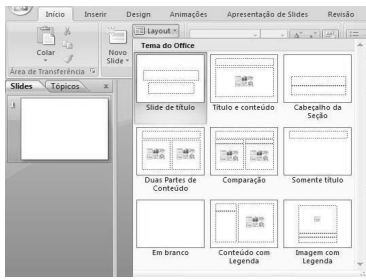 Início Inserir Design Animações Apresentação de Slides Revisão
Colar
Novo
Slide
Layout
Área de Transferência
Slides Tópicos x
1
Tema do Office
Slide de título Título e conteúdo Cabeçalho da
Seção
Duas Partes de
Conteúdo
Comparação Somente título
Em branco Conteúdo com
Legenda
Imagem com
Legenda